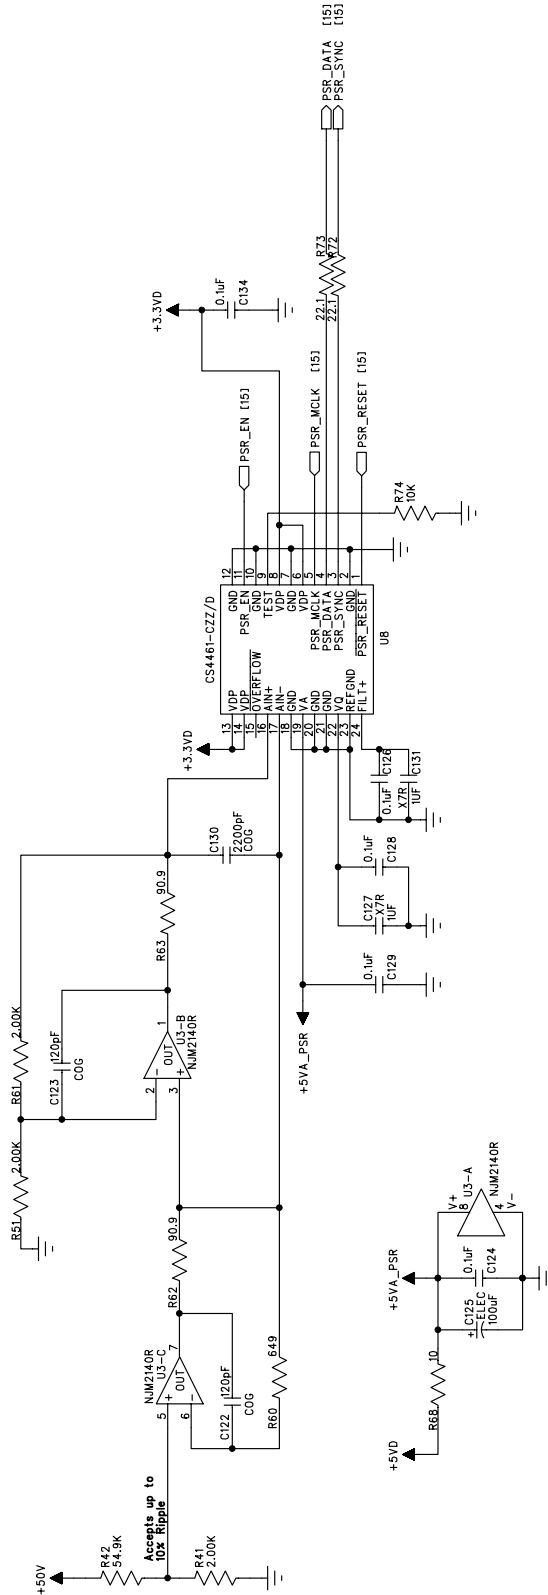 +50V
R42
54.9K
Accepts up to
10% Ripple
R41
2.00K
5
6
+
-
OUT
7
NJM2140R
U3-C
C122
120pF
COG
R62
90.9
R60
649
R51
2.00K
R61
2.00K
C123
120pF
COG
2
3
-
+
OUT
1
U3-B
NJM2140R
R63
90.9
C130
2200pF
COG
+5VA_PSR
C129
0.1uF
C127
X7R
1UF
0.1uF
C128
0.1uF
C126
X7R
1UF
C131
+3.3VD
CS4461-CZZ/D
13 VDP
14 VDP
15 OVERFLOW
16 AIN+
17 AIN-
18 GND
19 VA
20 GND
21 GND
22 VQ
23 REFGND
24 FILT+
GND 12
PSR_EN 11
GND 10
TEST 9
VDP 8
GND 7
VDP 6
PSR_MCLK 5
PSR_DATA 4
PSR_SYNC 3
GND 2
PSR_RESET 1
U8
R74
10K
PSR_EN [15]
PSR_MCLK [15]
PSR_RESET [15]
+3.3VD
0.1uF
C134
22.1
R73
22.1
R72
PSR_DATA [15]
PSR_SYNC [15]
+5VD
R68
10
+5VA_PSR
+
C125
ELEC
100uF
0.1uF
C124
V+
8
4
V-
U3-A
NJM2140R